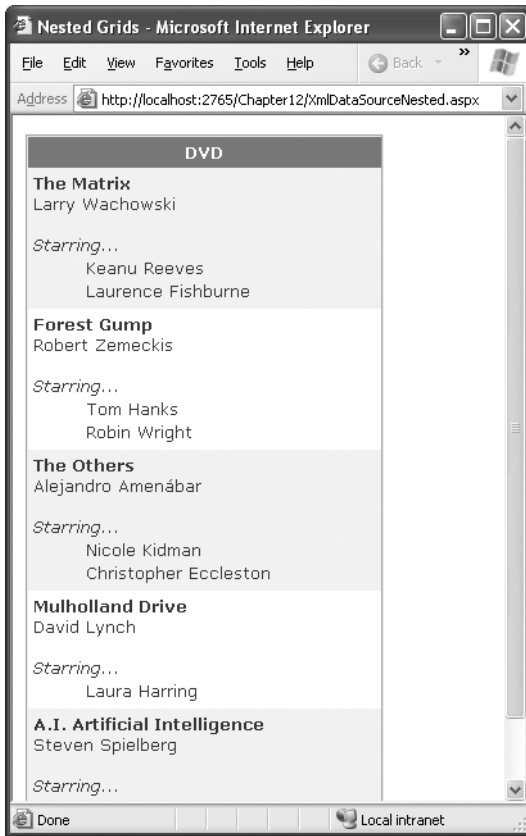 Nested Grids - Microsoft Internet Explorer
File Edit View Favorites Tools Help Back »
Address http://localhost:2765/Chapter12/XmlDataSourceNested.aspx
DVD
The Matrix
Larry Wachowski
Starring...
Keanu Reeves
Laurence Fishburne
Forest Gump
Robert Zemeckis
Starring...
Tom Hanks
Robin Wright
The Others
Alejandro Amenábar
Starring...
Nicole Kidman
Christopher Eccleston
Mulholland Drive
David Lynch
Starring...
Laura Harring
A.I. Artificial Intelligence
Steven Spielberg
Starring...
Done Local intranet